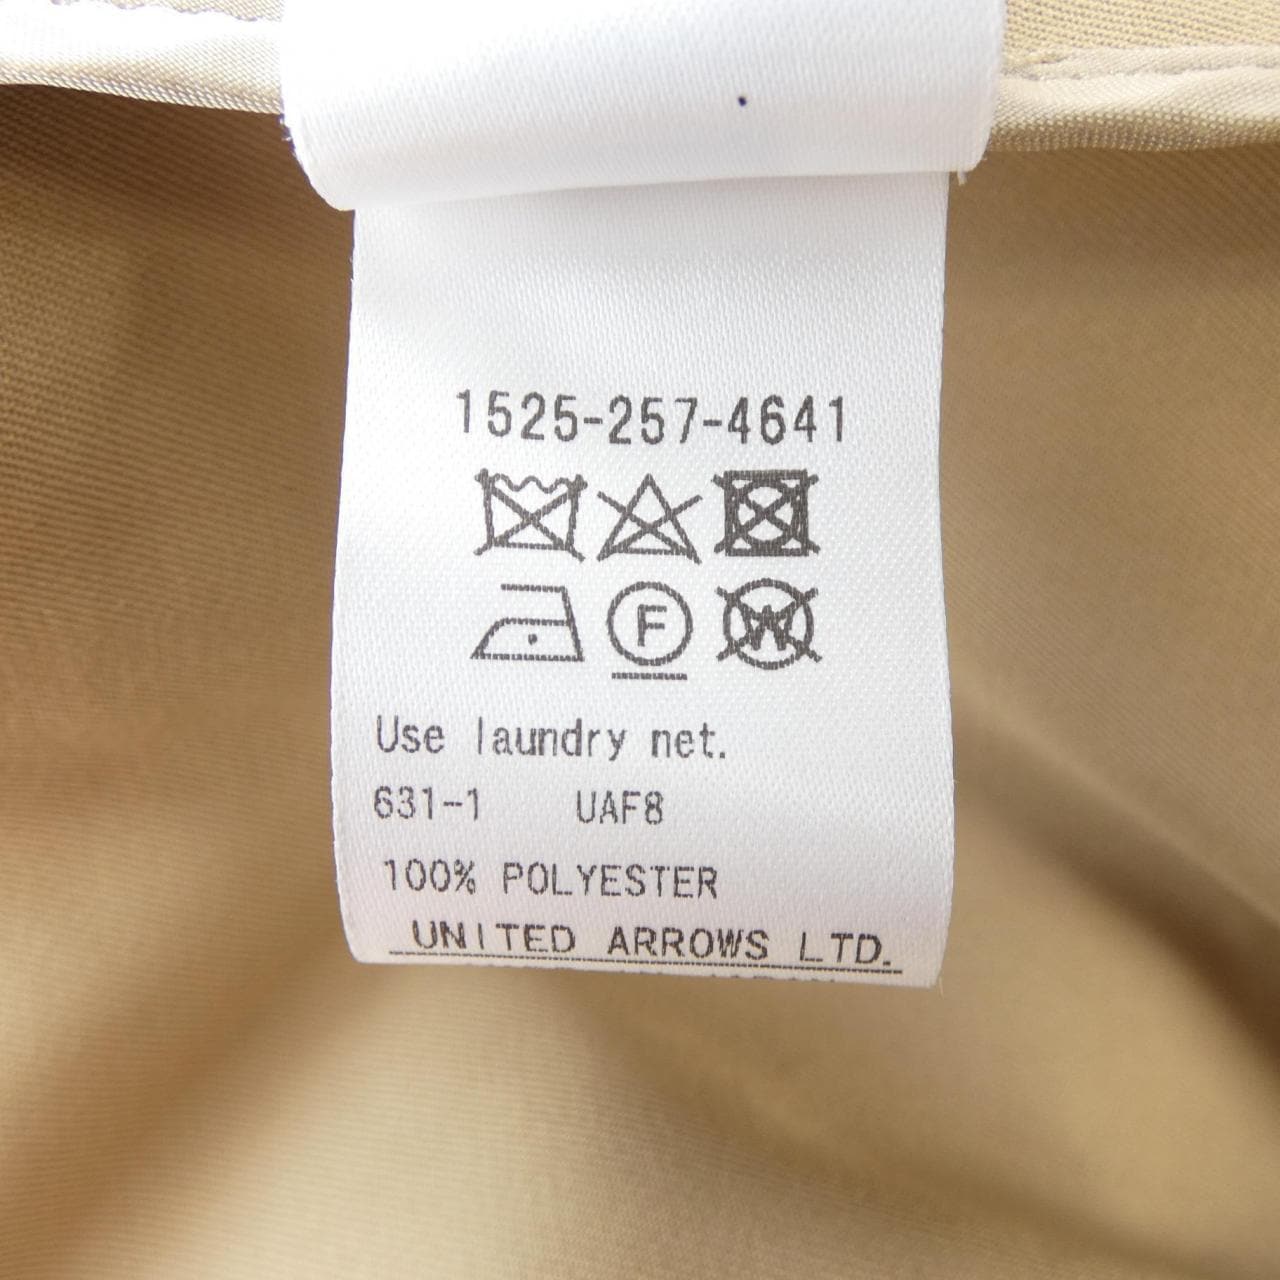 1525-257-4641
F W
Use laundry net.
631-1 UAF8
100% POLYESTER
UNITED ARROWS LTD.